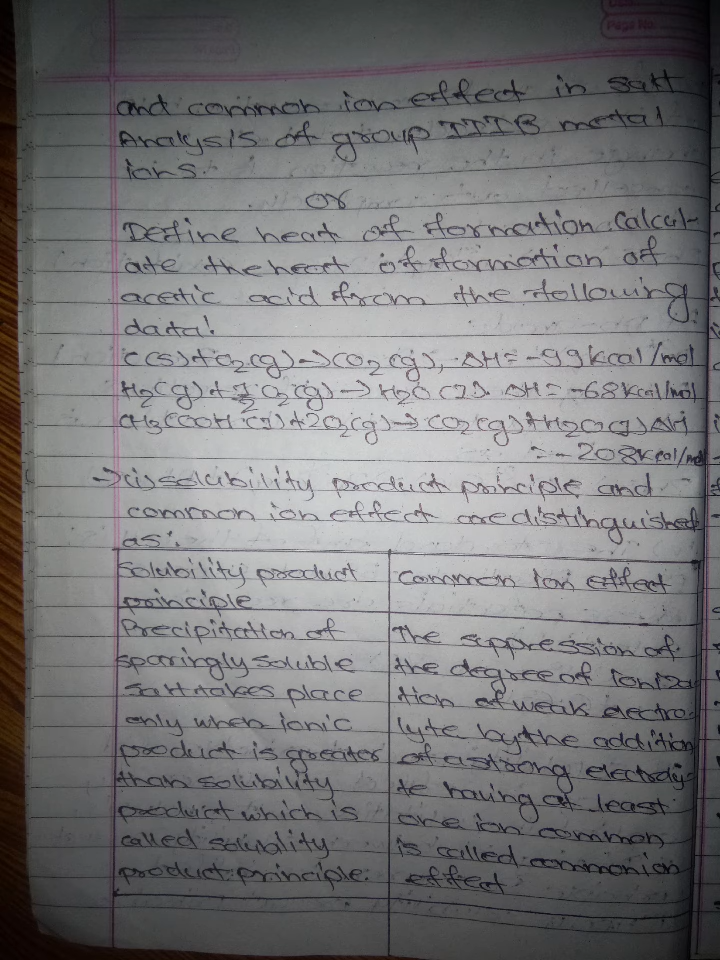 Page No.
and common ion effect in salt
Analysis of group IIIB metal
ions.
OR
Define heat of formation. Calcul-
ate the heat of formation of
acetic acid from the following
data:
C(s)+O2(g)→CO2(g), ΔH=-99kcal/mol
H2(g)+1/2O2(g)→H2O(l). ΔH=-68kcal/mol
CH3COOH(l)+2O2(g)→CO2(g)+H2O(l)ΔH
=-208kcal/mol
→(i)solubility product principle and
common ion effect are distinguished
as:
Solubility product
principle
Precipitation of
sparingly soluble
salt takes place
only when ionic
product is greater
than solubility
product which is
called solublity
product principle.
Common Ion effect
The suppression of
the degree of ioniza
tion of weak electro-
lyte by the addition
of a strong electroly-
te having at least
one ion common
is called common ion
effect